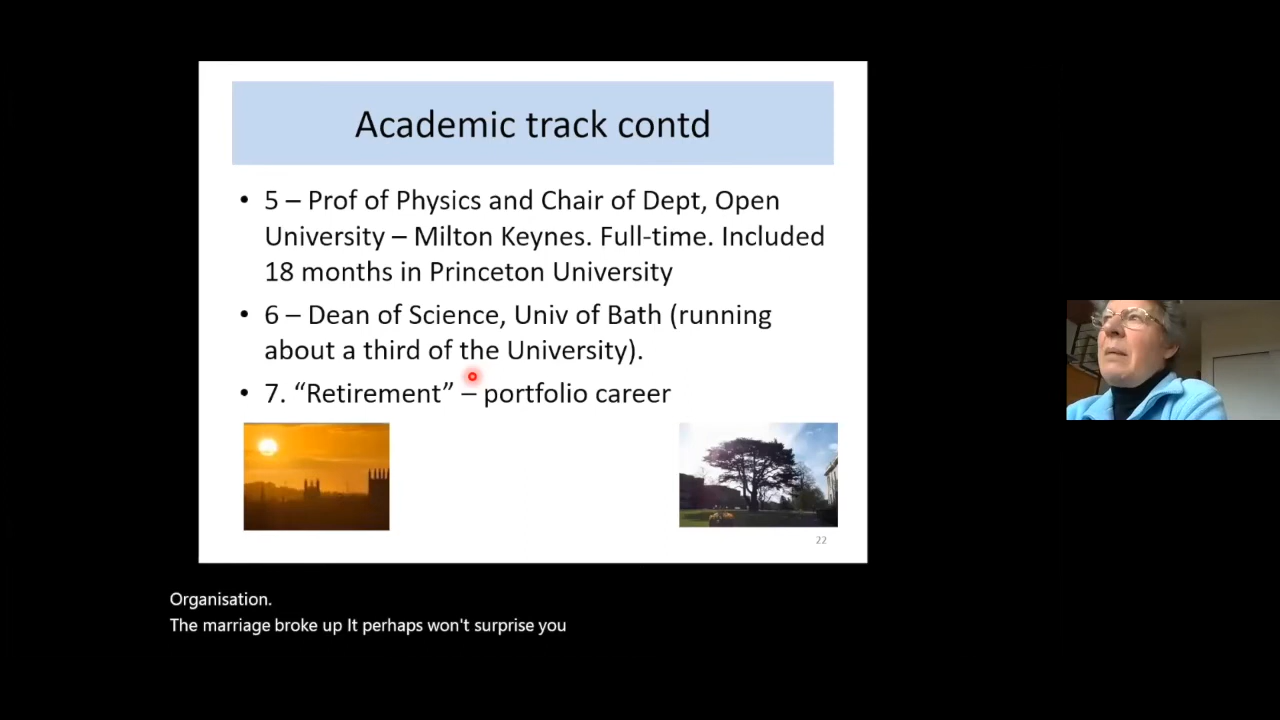 Academic track contd
• 5 – Prof of Physics and Chair of Dept, Open
University – Milton Keynes. Full-time. Included
18 months in Princeton University
• 6 – Dean of Science, Univ of Bath (running
about a third of the University).
• 7. “Retirement” – portfolio career
22
Organisation.
The marriage broke up It perhaps won't surprise you